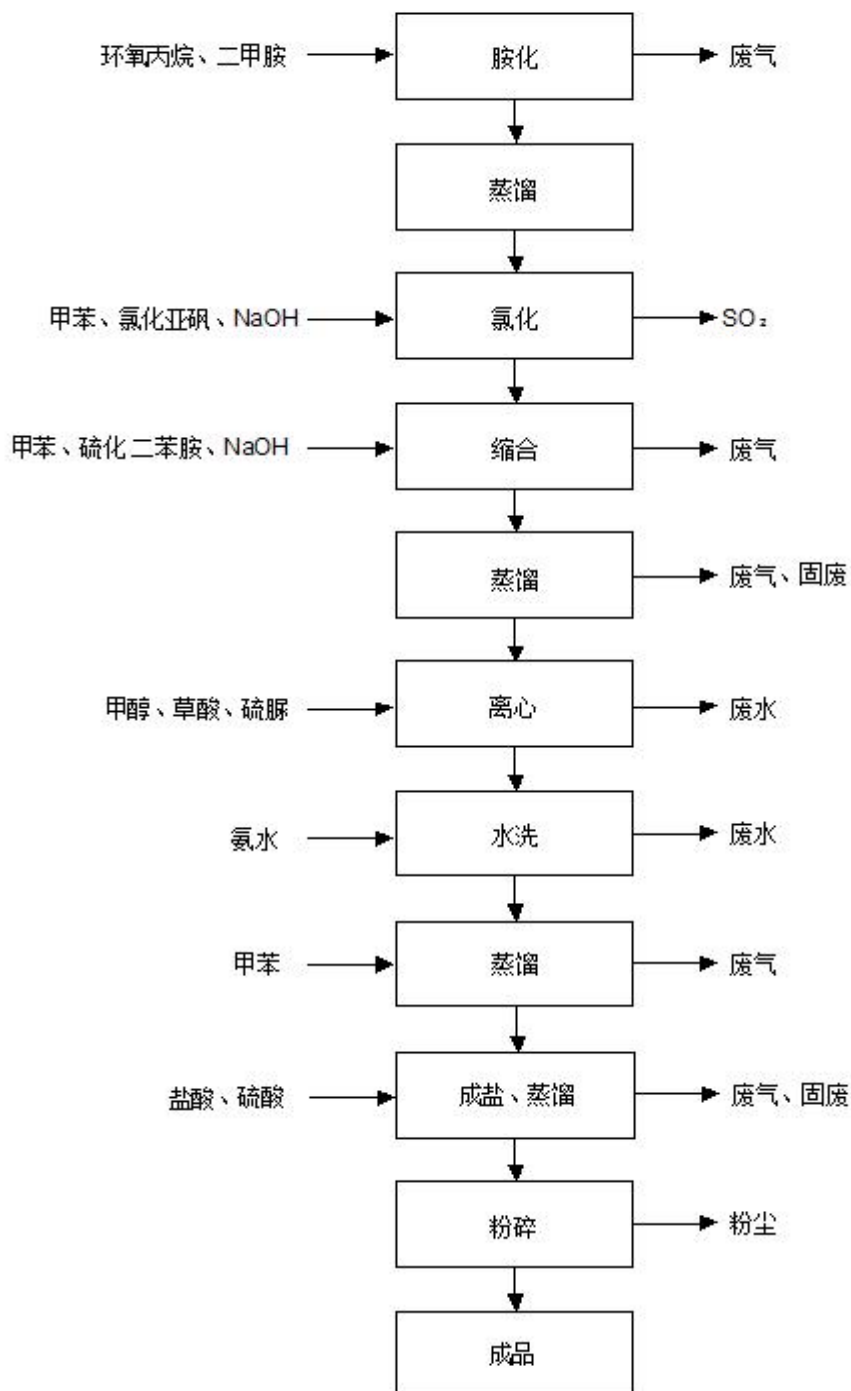 环氧丙烷、二甲胺 胺化 废气
蒸馏
甲苯、氯化亚砜、NaOH 氯化 SO₂
甲苯、硫化二苯胺、NaOH 缩合 废气
蒸馏 废气、固废
甲醇、草酸、硫脲 离心 废水
氨水 水洗 废水
甲苯 蒸馏 废气
盐酸、硫酸 成盐、蒸馏 废气、固废
粉碎 粉尘
成品